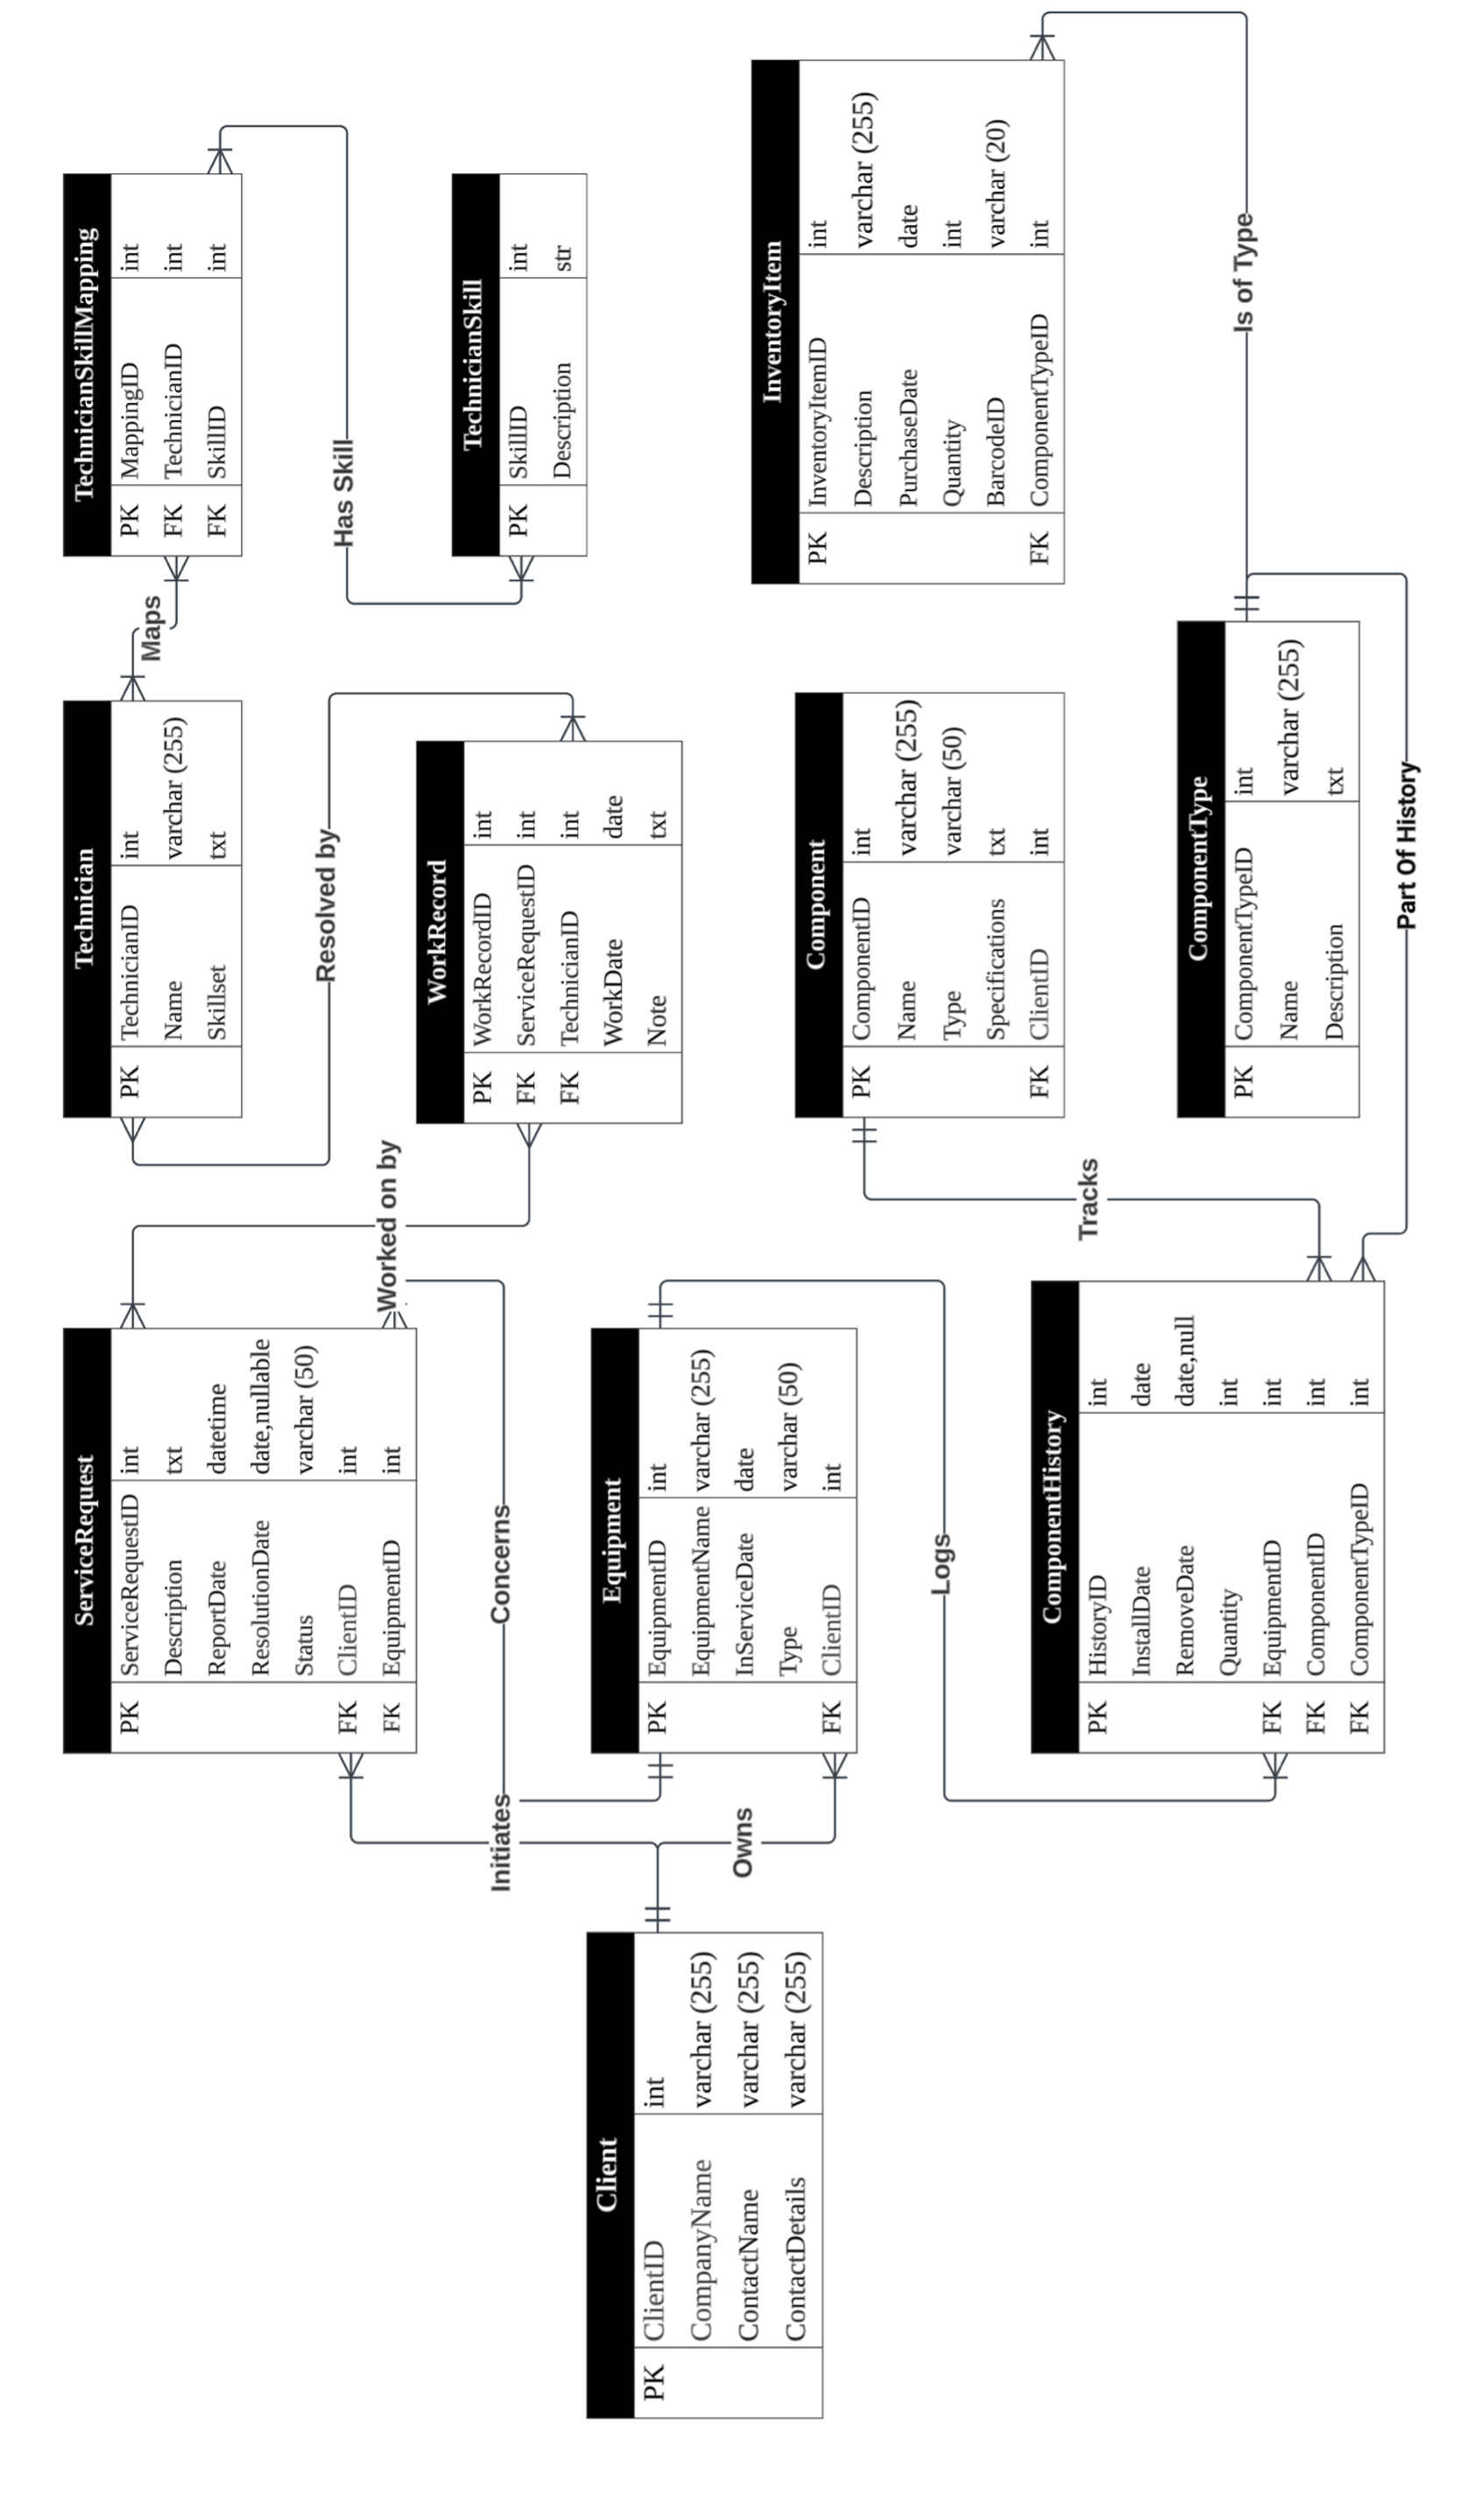 ServiceRequest
PK ServiceRequestID int
Description txt
ReportDate datetime
ResolutionDate date,nullable
Status varchar (50)
FK ClientID int
FK EquipmentID int
Technician
PK TechnicianID int
Name varchar (255)
Skillset txt
Maps
TechnicianSkillMapping
PK MappingID int
FK TechnicianID int
FK SkillID int
Resolved by
Has Skill
Worked on by
WorkRecord
PK WorkRecordID int
FK ServiceRequestID int
FK TechnicianID int
WorkDate date
Note txt
TechnicianSkill
PK SkillID int
Description str
Initiates
Concerns
Client
PK ClientID int
CompanyName varchar (255)
ContactName varchar (255)
ContactDetails varchar (255)
Equipment
PK EquipmentID int
EquipmentName varchar (255)
InServiceDate date
Type varchar (50)
FK ClientID int
Owns
Component
PK ComponentID int
Name varchar (255)
Type varchar (50)
Specifications txt
FK ClientID int
InventoryItem
PK InventoryItemID int
Description varchar (255)
PurchaseDate date
Quantity int
BarcodeID varchar (20)
FK ComponentTypeID int
Logs
Tracks
ComponentHistory
PK HistoryID int
InstallDate date
RemoveDate date,null
Quantity int
FK EquipmentID int
FK ComponentID int
FK ComponentTypeID int
ComponentType
PK ComponentTypeID int
Name varchar (255)
Description txt
Is of Type
Part Of History